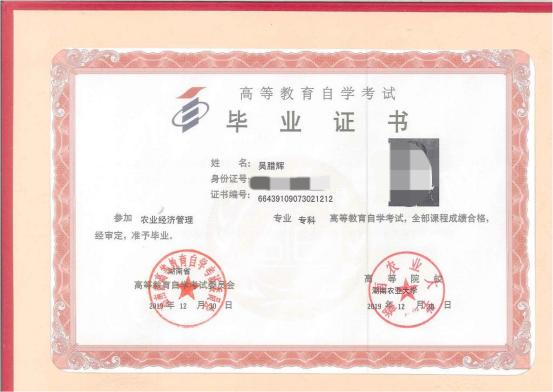 高等教育自学考试
毕业证书
姓 名：吴腊辉
身份证号：
证书编号：66439109073021212
参加 农业经济管理 专业 专科 高等教育自学考试，全部课程成绩合格，
经审定，准予毕业。
湖南省 高等院校
高等教育自学考试委员会 湖南农业大学
2019 年 12 月 30 日 2019 年 12 月 30 日